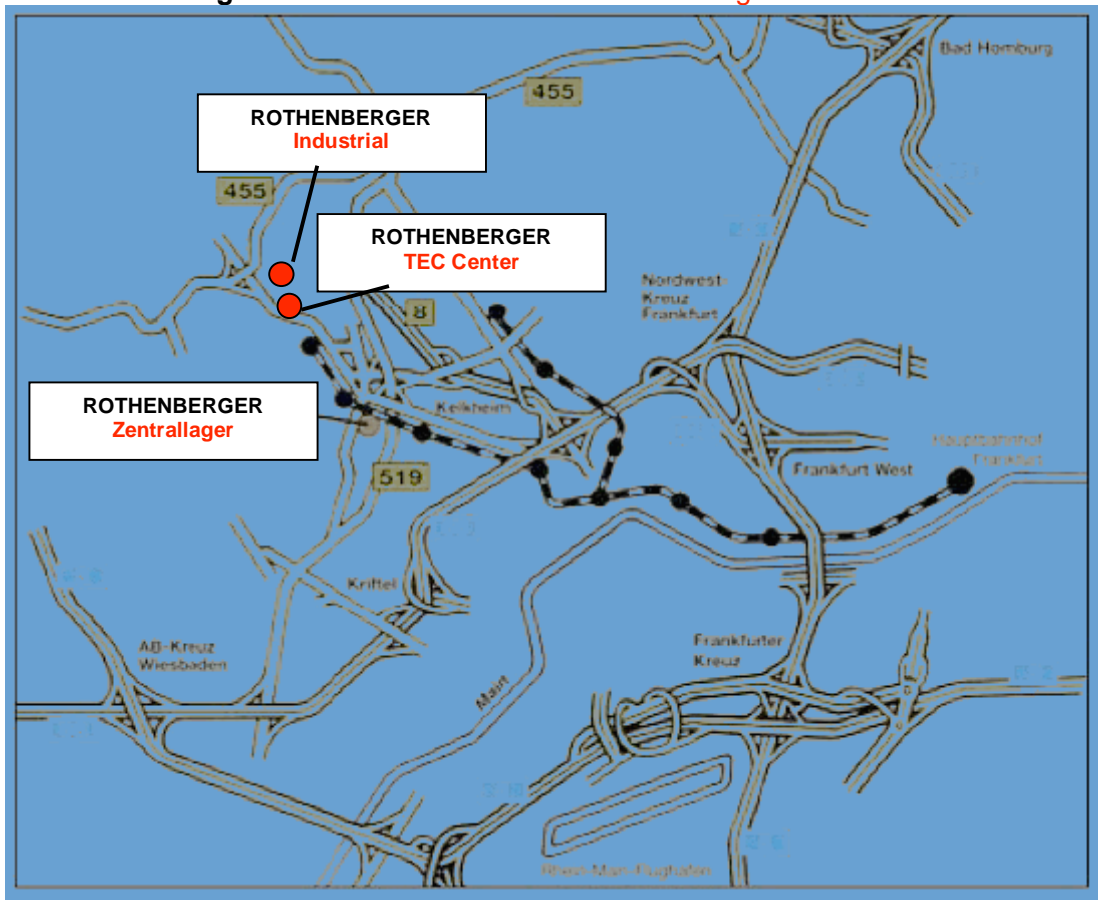 Bad Homburg
455
ROTHENBERGER
Industrial
455
ROTHENBERGER
TEC Center
Nordwest-
Kreuz
Frankfurt
8
ROTHENBERGER
Zentrallager
Kelkheim
Hauptbahnhof
Frankfurt
Frankfurt West
519
Kriftel
AB-Kreuz
Wiesbaden
Frankfurter
Kreuz
Main
Rhein-Main-Flughafen